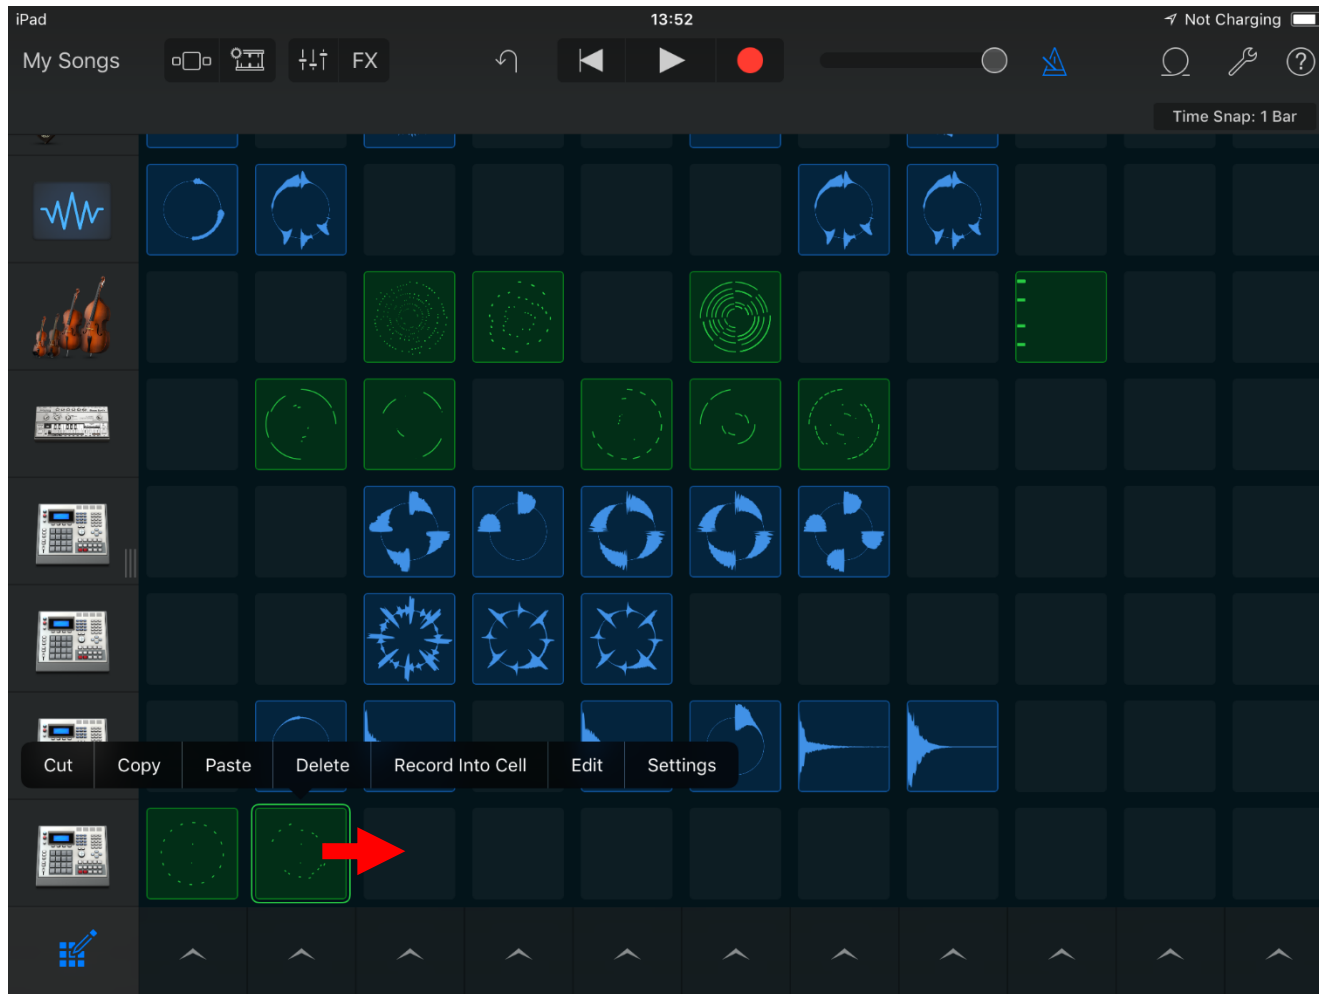 iPad
13:52
Not Charging
My Songs
FX
?
Time Snap: 1 Bar
Cut Copy Paste Delete Record Into Cell Edit Settings